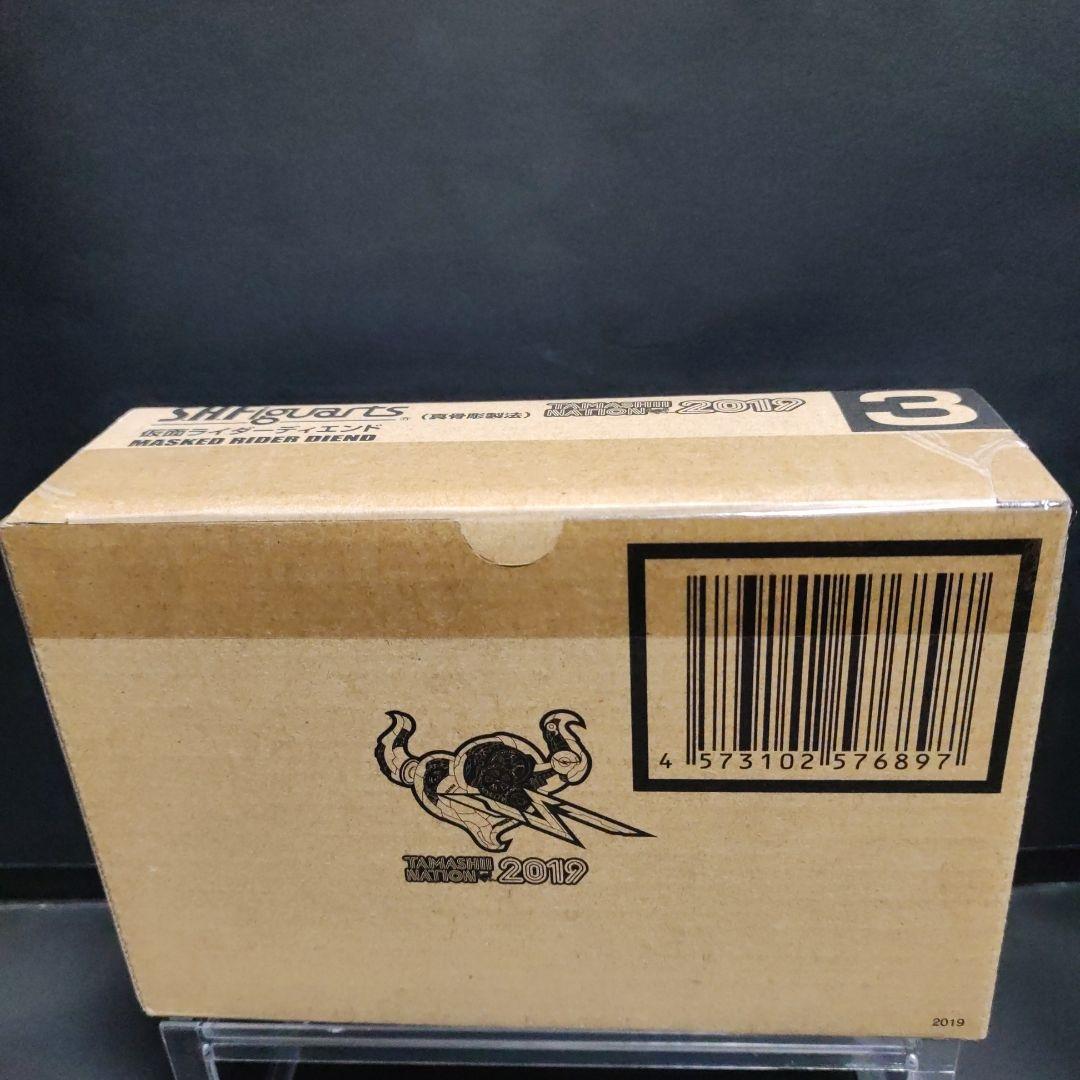 S.H.Figuarts
(真骨彫製法)
TAMASHII NATION 2019
3
仮面ライダーディエンド
MASKED RIDER DIEND
4 573102 576897
TAMASHII NATION 2019
2019